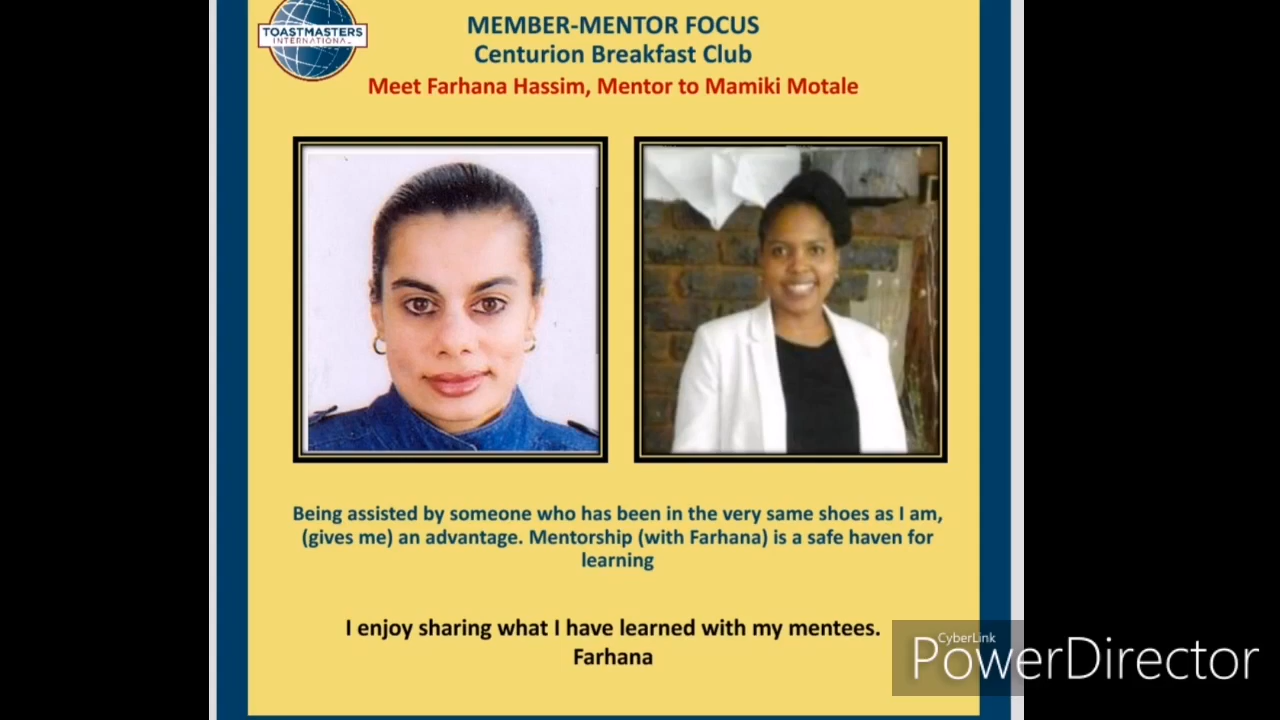 TOASTMASTERS
INTERNATIONAL
MEMBER-MENTOR FOCUS
Centurion Breakfast Club
Meet Farhana Hassim, Mentor to Mamiki Motale
Being assisted by someone who has been in the very same shoes as I am,
(gives me) an advantage. Mentorship (with Farhana) is a safe haven for
learning
I enjoy sharing what I have learned with my mentees.
Farhana
CyberLink
PowerDirector